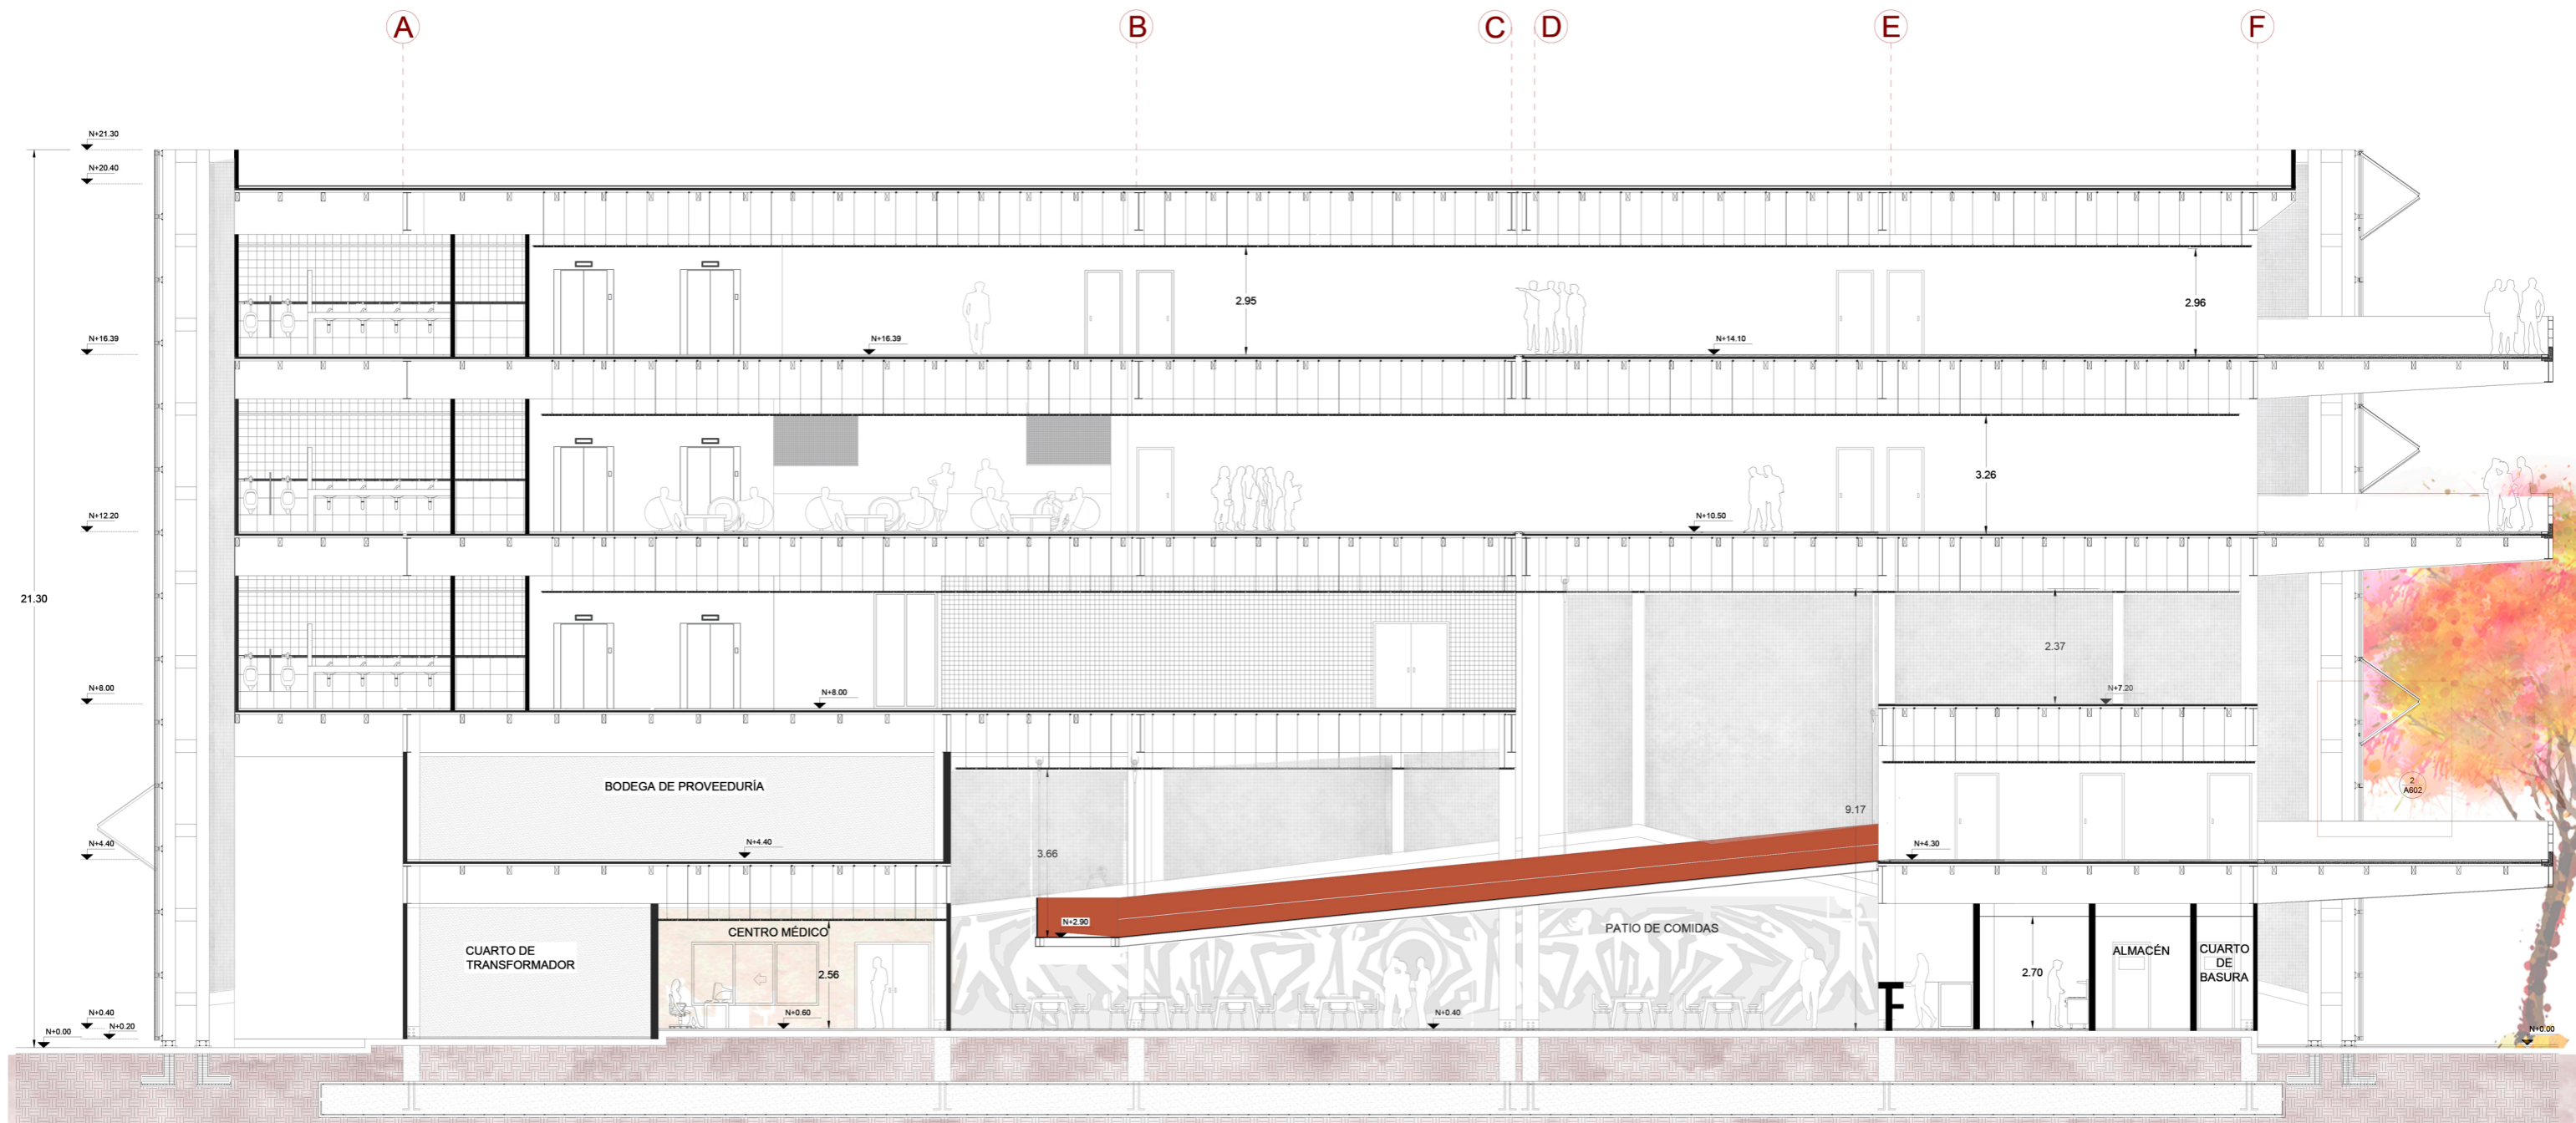 A
B
C
D
E
F
N+21.30
N+20.40
2.95
2.96
N+16.39
N+16.39
N+14.10
3.26
N+12.20
N+10.50
21.30
2.37
N+8.00
N+8.00
N+7.20
BODEGA DE PROVEEDURÍA
2
A602
9.17
N+4.40
N+4.40
3.66
N+4.30
N+2.90
CENTRO MÉDICO
PATIO DE COMIDAS
CUARTO DE
TRANSFORMADOR
2.56
2.70
ALMACÉN
CUARTO
DE
BASURA
N+0.40
N+0.60
N+0.40
N+0.00
N+0.20
N+0.00